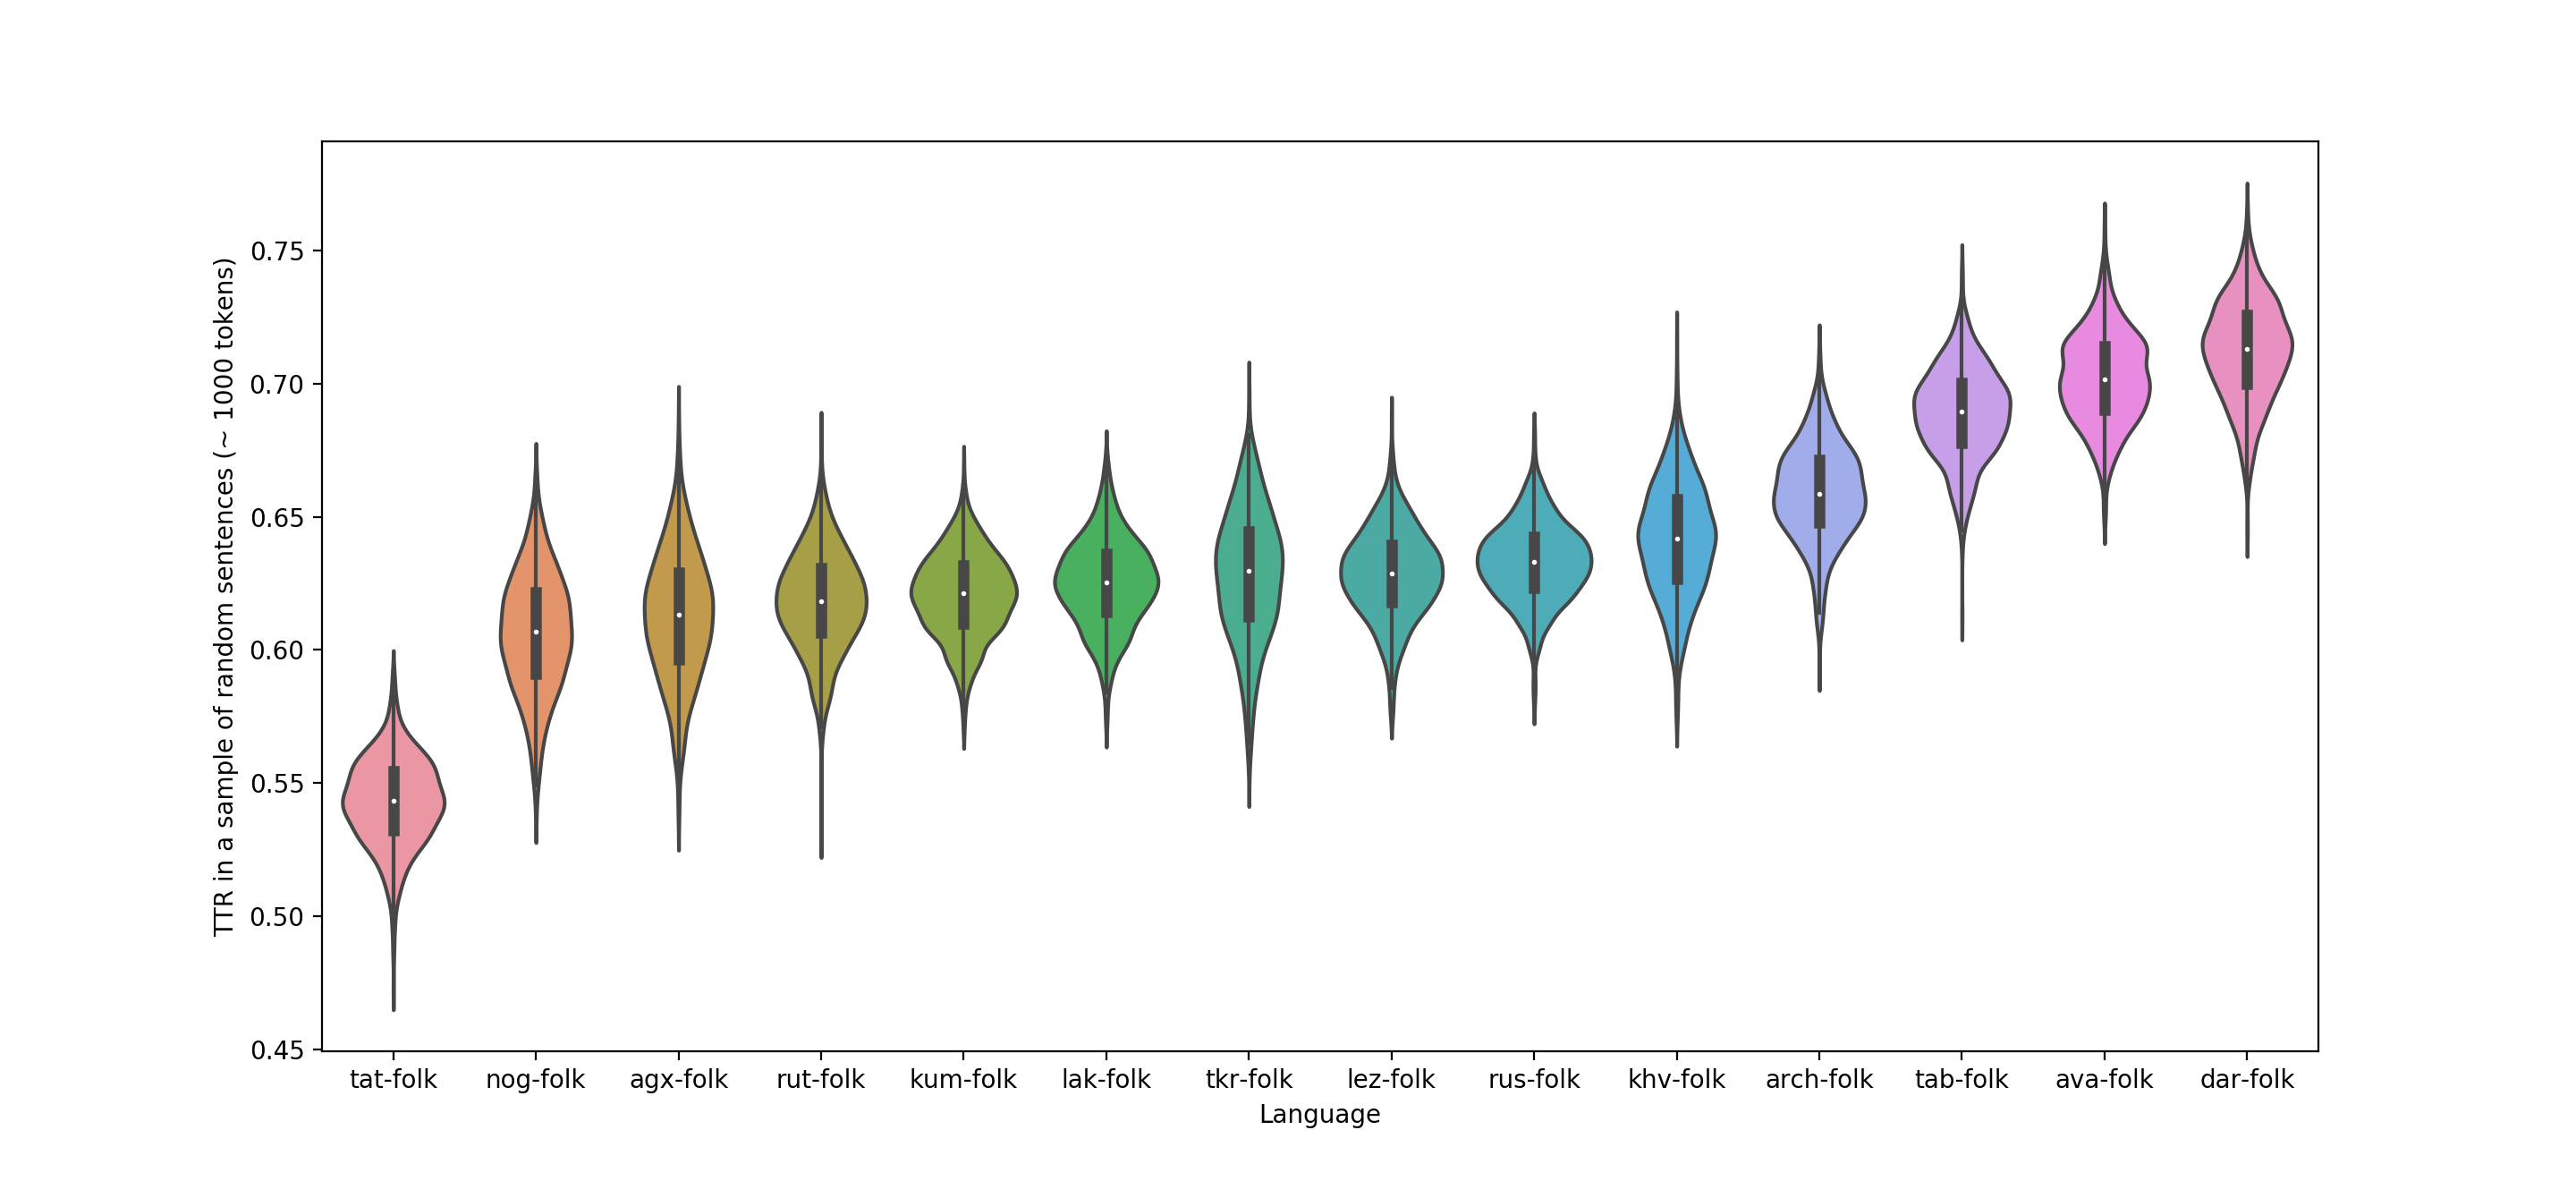 TTR in a sample of random sentences (~ 1000 tokens)
0.75
0.70
0.65
0.60
0.55
0.50
0.45
tat-folk nog-folk agx-folk rut-folk kum-folk lak-folk tkr-folk lez-folk rus-folk khv-folk arch-folk tab-folk ava-folk dar-folk
Language